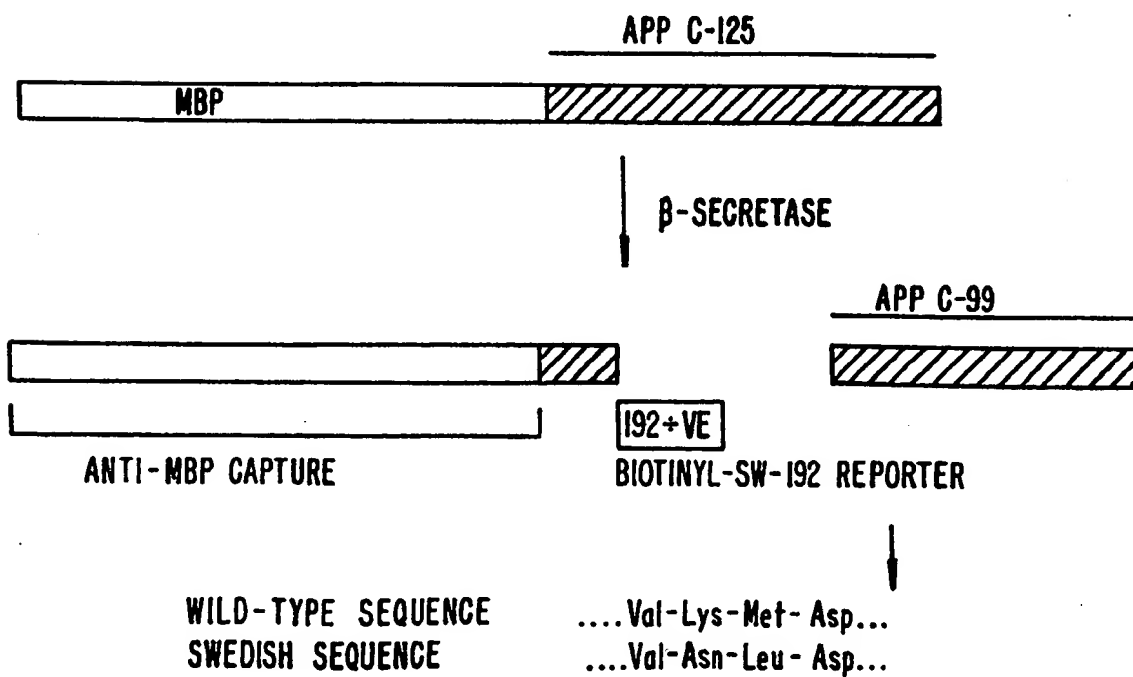 APP C-125
MBP
β-SECRETASE
APP C-99
192+VE
ANTI-MBP CAPTURE
BIOTINYL-SW-192 REPORTER
WILD-TYPE SEQUENCE ....Val-Lys-Met-Asp...
SWEDISH SEQUENCE ....Val-Asn-Leu-Asp...